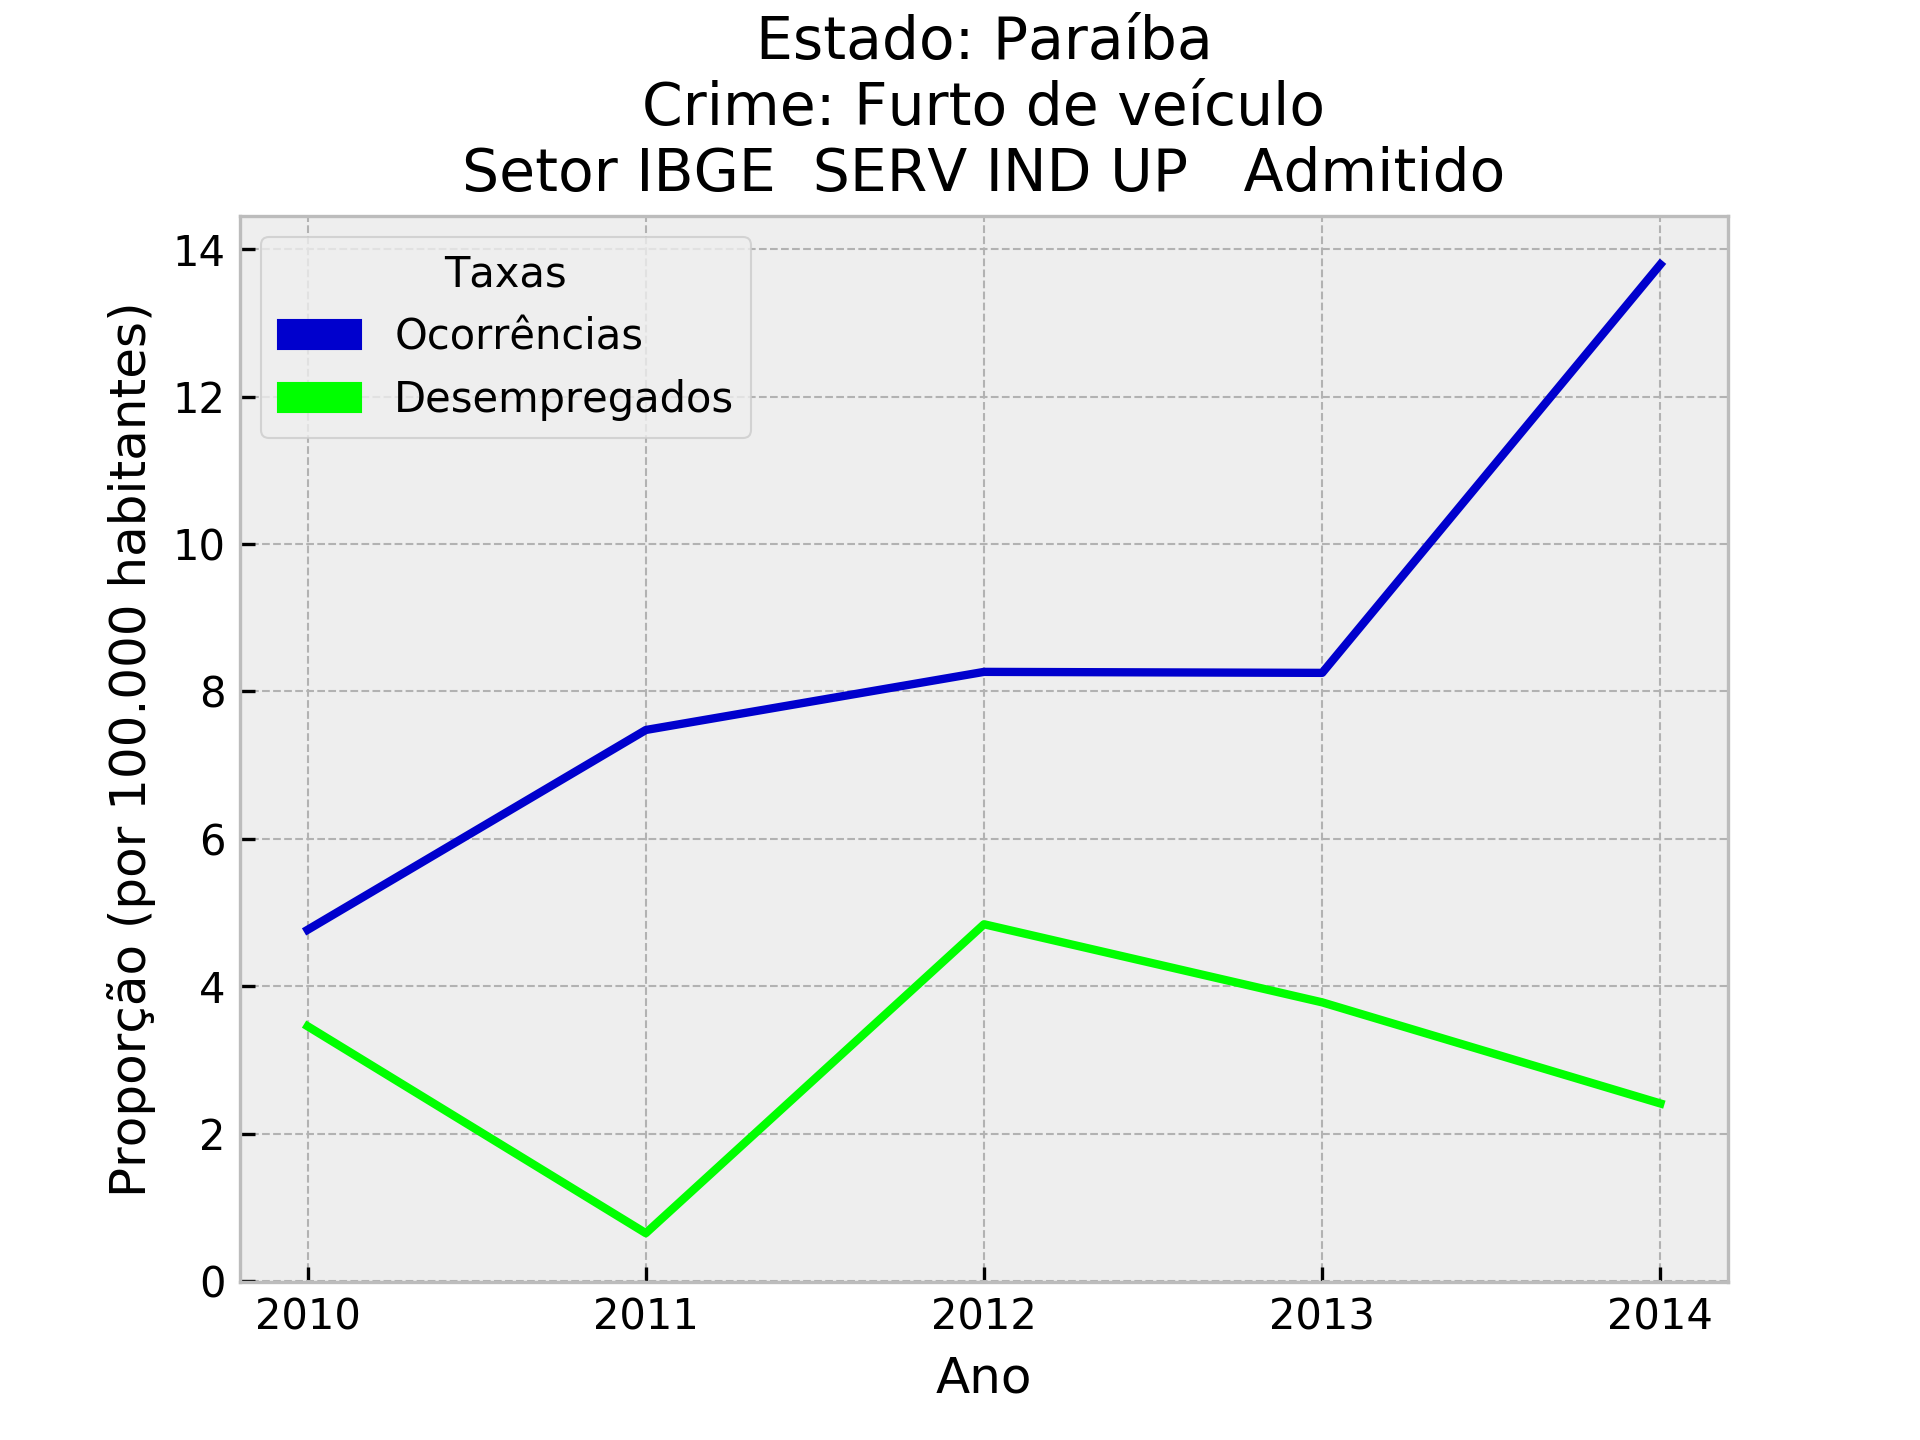 Estado: Paraíba
Crime: Furto de veículo
Setor IBGE  SERV IND UP   Admitido
Proporção (por 100.000 habitantes)
14
12
10
8
6
4
2
0
Taxas
Ocorrências
Desempregados
2010 2011 2012 2013 2014
Ano